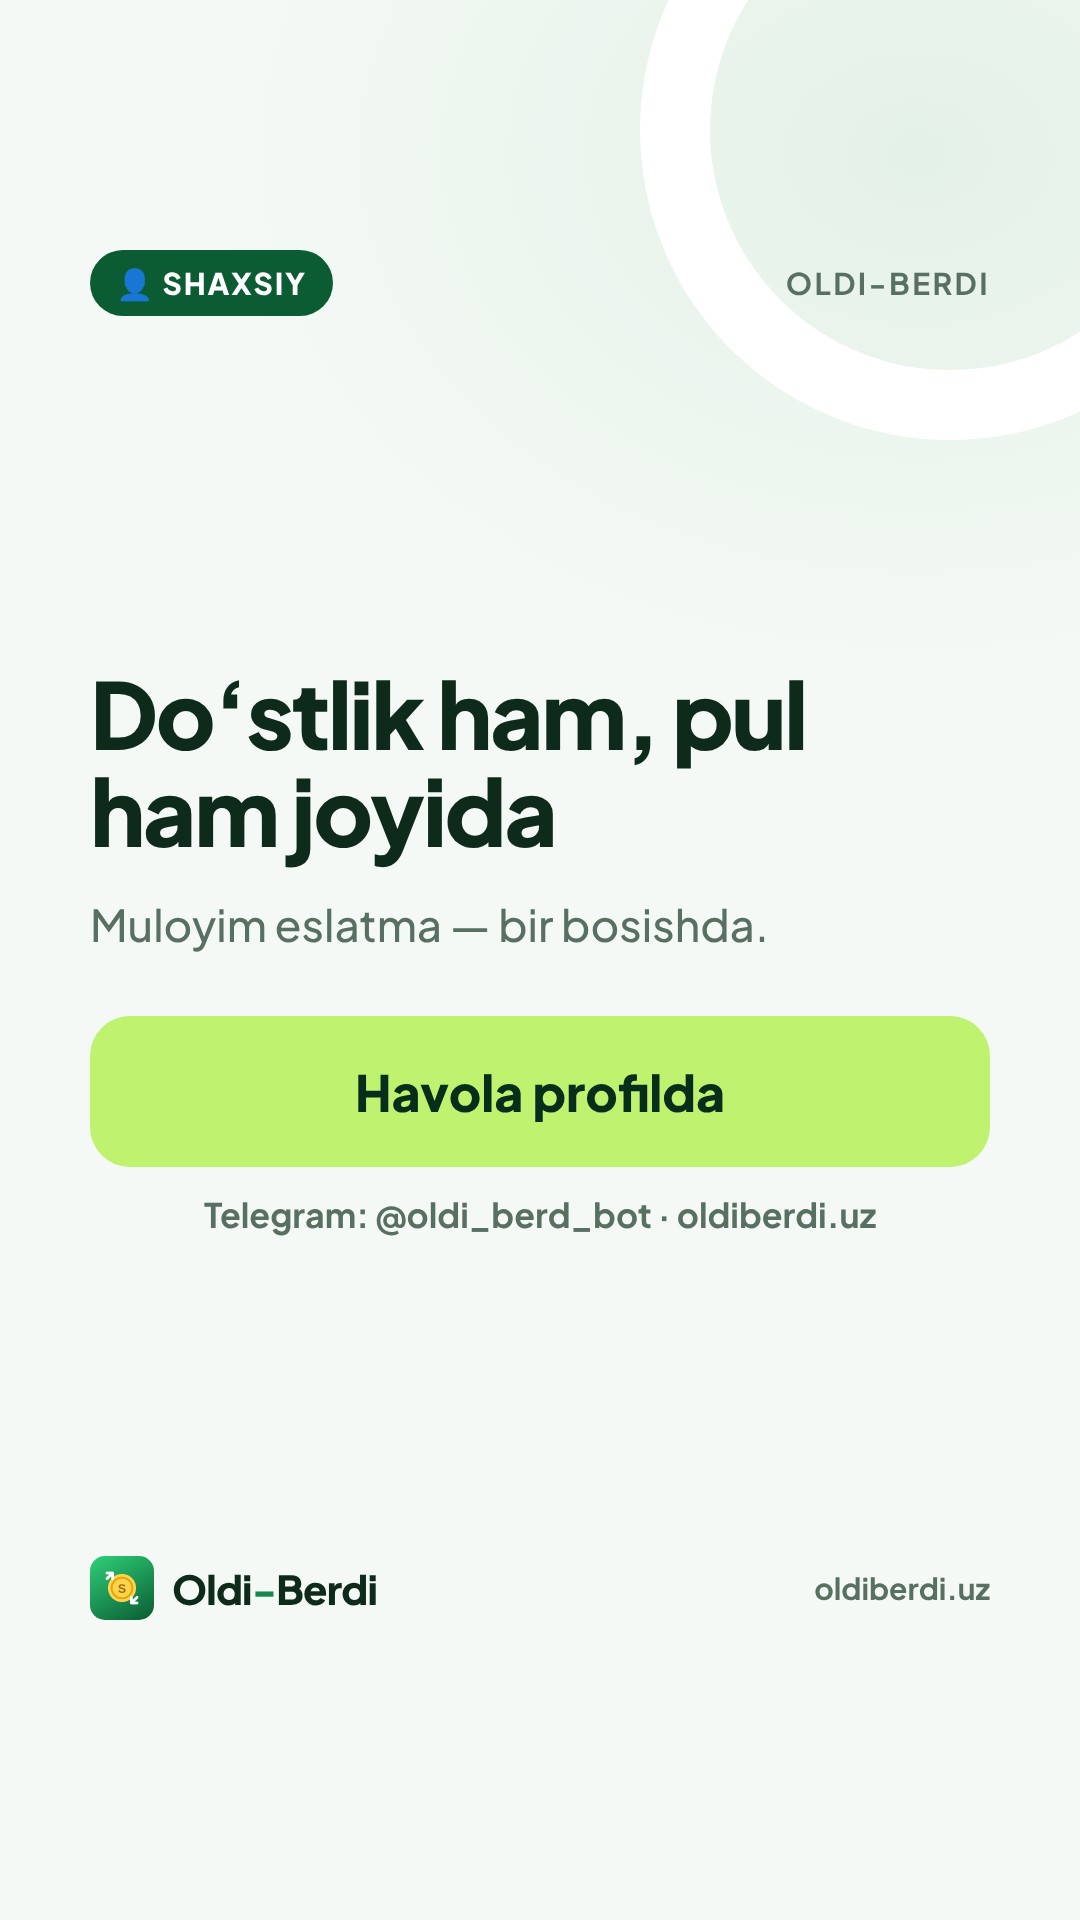 👤 SHAXSIY
OLDI-BERDI
Do‘stlik ham, pul
ham joyida
Muloyim eslatma — bir bosishda.
Havola profilda
Telegram: @oldi_berd_bot · oldiberdi.uz
S
Oldi-Berdi
oldiberdi.uz